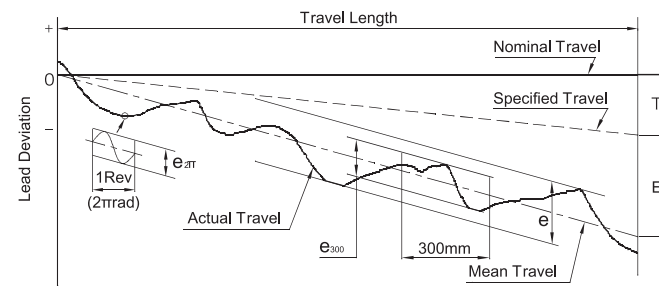 Travel Length
+
Nominal Travel
0
Specified Travel
T
Lead Deviation
−
e2π
1Rev
(2πrad)
Actual Travel
E
e
e300
300mm
Mean Travel